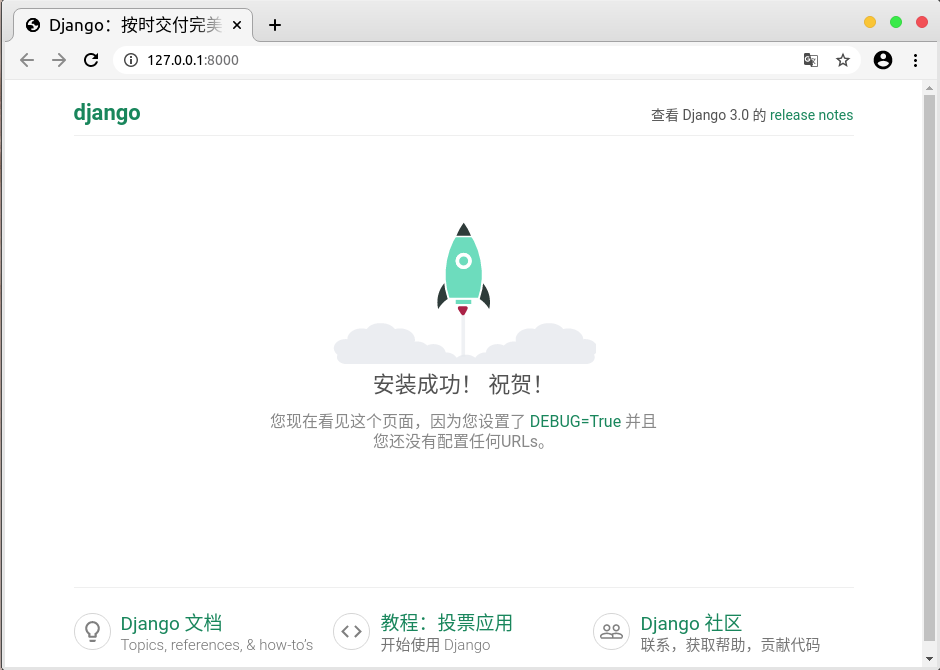 Django：按时交付完美
127.0.0.1:8000
django
查看 Django 3.0 的 release notes
安装成功！ 祝贺！
您现在看见这个页面，因为您设置了 DEBUG=True 并且
您还没有配置任何URLs。
Django 文档
Topics, references, & how-to’s
教程：投票应用
开始使用 Django
Django 社区
联系，获取帮助，贡献代码